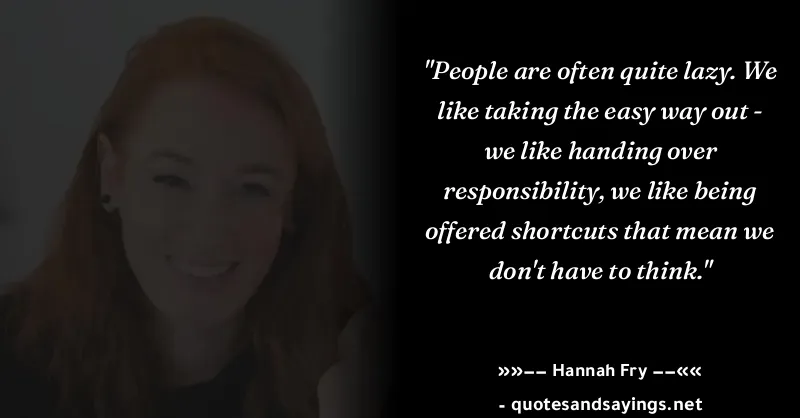 "People are often quite lazy. We
like taking the easy way out -
we like handing over
responsibility, we like being
offered shortcuts that mean we
don't have to think."
»»−− Hannah Fry −−««
- quotesandsayings.net